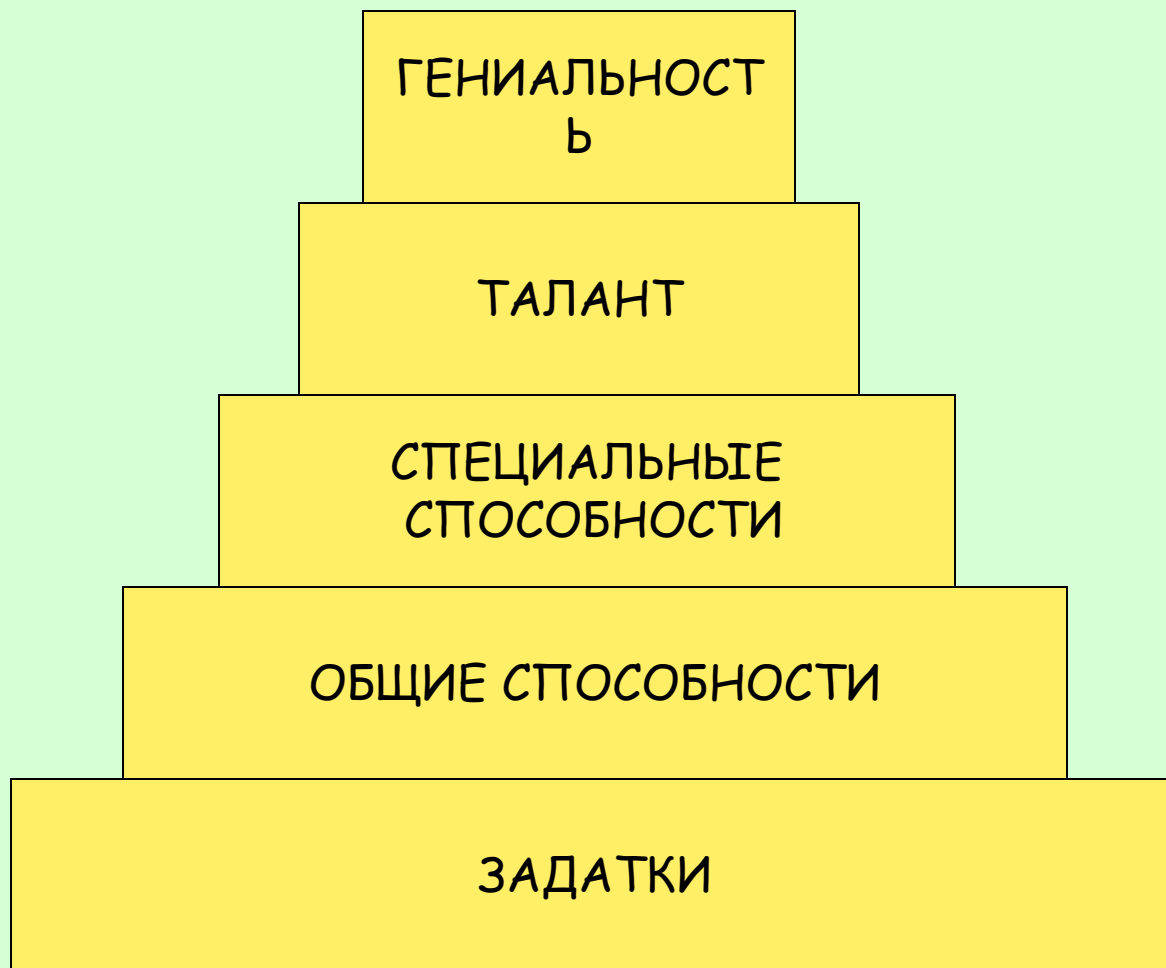 ГЕНИАЛЬНОСТ
Ь
ТАЛАНТ
СПЕЦИАЛЬНЫЕ
СПОСОБНОСТИ
ОБЩИЕ СПОСОБНОСТИ
ЗАДАТКИ